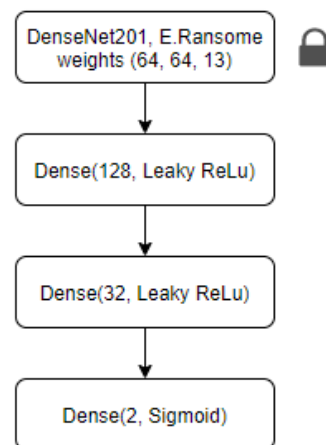 DenseNet201, E.Ransome
weights (64, 64, 13)
Dense(128, Leaky ReLu)
Dense(32, Leaky ReLu)
Dense(2, Sigmoid)